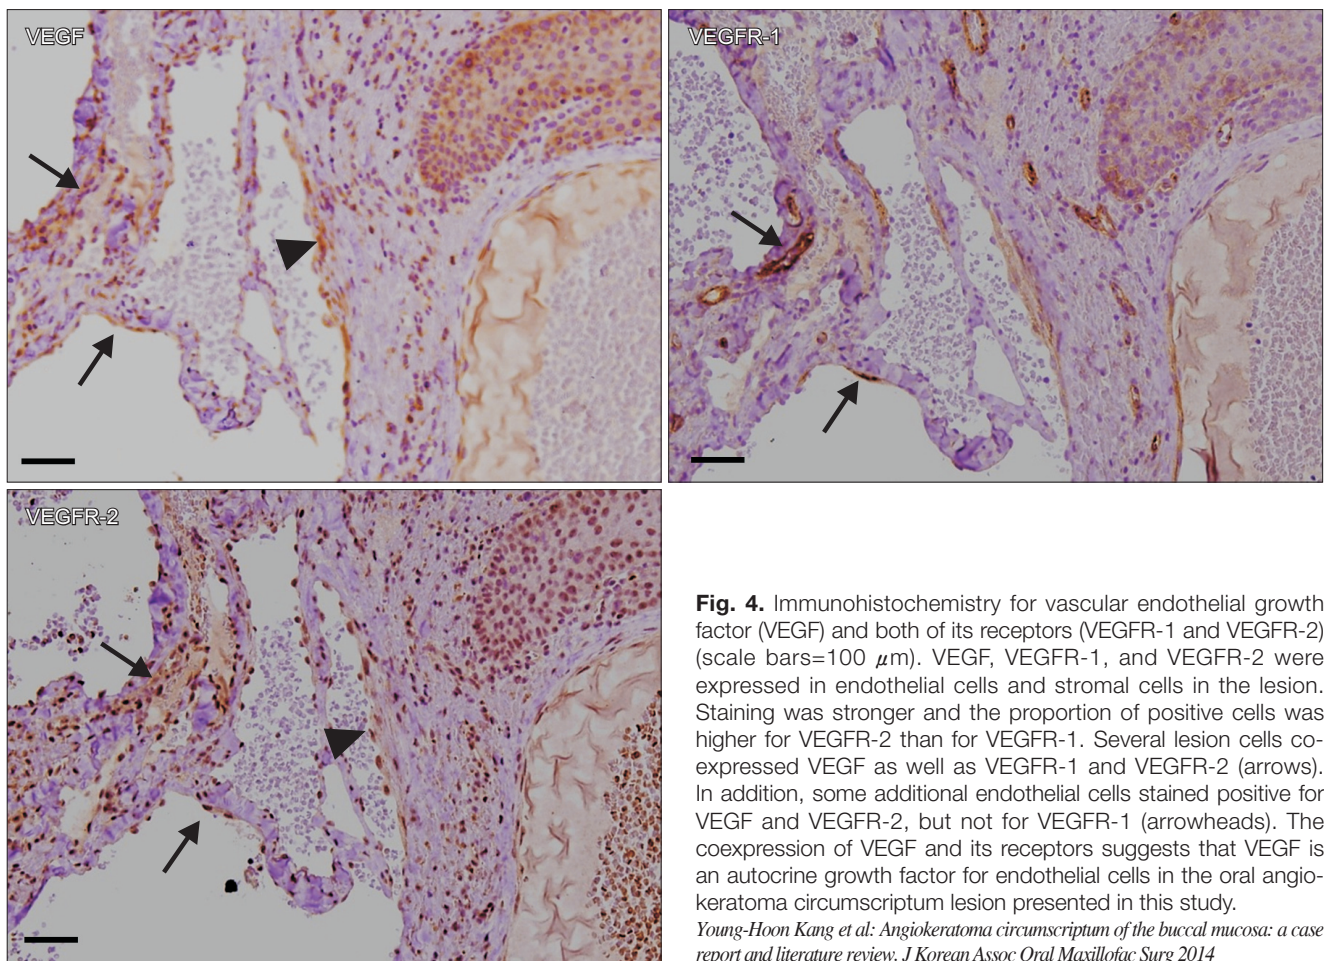 VEGF
VEGFR-1
VEGFR-2
Fig. 4. Immunohistochemistry for vascular endothelial growth
factor (VEGF) and both of its receptors (VEGFR-1 and VEGFR-2)
(scale bars=100 μm). VEGF, VEGFR-1, and VEGFR-2 were
expressed in endothelial cells and stromal cells in the lesion.
Staining was stronger and the proportion of positive cells was
higher for VEGFR-2 than for VEGFR-1. Several lesion cells co-
expressed VEGF as well as VEGFR-1 and VEGFR-2 (arrows).
In addition, some additional endothelial cells stained positive for
VEGF and VEGFR-2, but not for VEGFR-1 (arrowheads). The
coexpression of VEGF and its receptors suggests that VEGF is
an autocrine growth factor for endothelial cells in the oral angio-
keratoma circumscriptum lesion presented in this study.
Young-Hoon Kang et al: Angiokeratoma circumscriptum of the buccal mucosa: a case
report and literature review. J Korean Assoc Oral Maxillofac Surg 2014